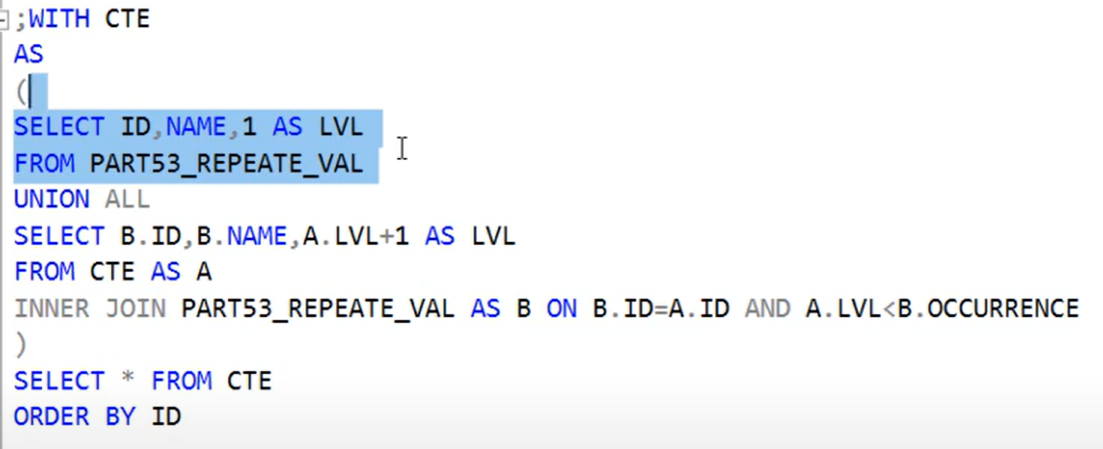 ;WITH CTE
AS
(
SELECT ID,NAME,1 AS LVL
FROM PART53_REPEATE_VAL
UNION ALL
SELECT B.ID,B.NAME,A.LVL+1 AS LVL
FROM CTE AS A
INNER JOIN PART53_REPEATE_VAL AS B ON B.ID=A.ID AND A.LVL<B.OCCURRENCE
)
SELECT * FROM CTE
ORDER BY ID